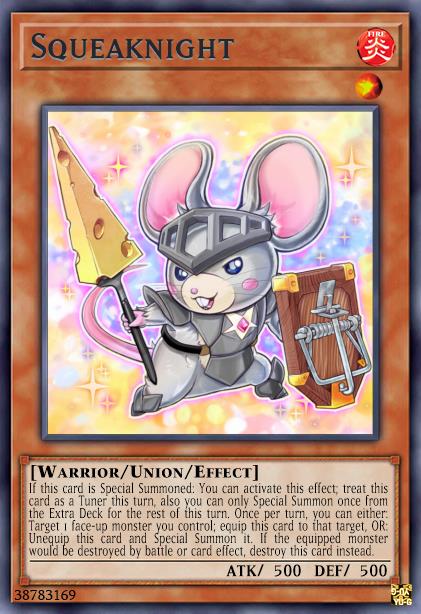 Squeaknight
FIRE
炎
[Warrior/Union/Effect]
If this card is Special Summoned: You can activate this effect; treat this
card as a Tuner this turn, also you can only Special Summon once from
the Extra Deck for the rest of this turn. Once per turn, you can either:
Target 1 face-up monster you control; equip this card to that target, OR:
Unequip this card and Special Summon it. If the equipped monster
would be destroyed by battle or card effect, destroy this card instead.
ATK/ 500 DEF/ 500
38783169